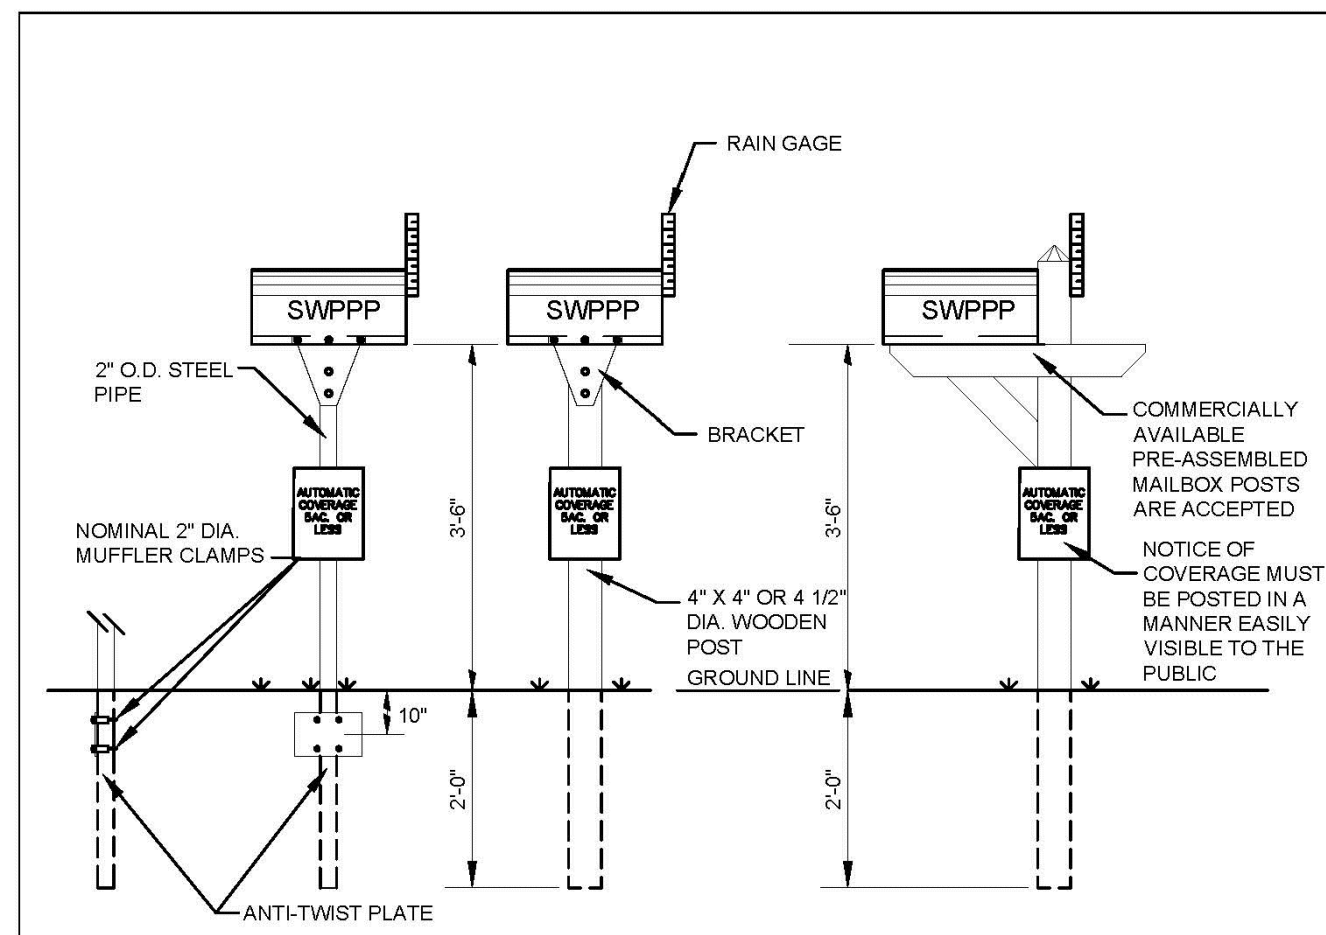 RAIN GAGE
SWPPP
SWPPP
SWPPP
2" O.D. STEEL
PIPE
BRACKET
COMMERCIALLY
AVAILABLE
PRE-ASSEMBLED
MAILBOX POSTS
ARE ACCEPTED
AUTOMATIC
COVERAGE
5AC. OR
LESS
AUTOMATIC
COVERAGE
5AC. OR
LESS
AUTOMATIC
COVERAGE
5AC. OR
LESS
3'-6"
3'-6"
NOMINAL 2" DIA.
MUFFLER CLAMPS
NOTICE OF
COVERAGE MUST
BE POSTED IN A
MANNER EASILY
VISIBLE TO THE
PUBLIC
4" X 4" OR 4 1/2"
DIA. WOODEN
POST
GROUND LINE
10"
2'-0"
2'-0"
ANTI-TWIST PLATE